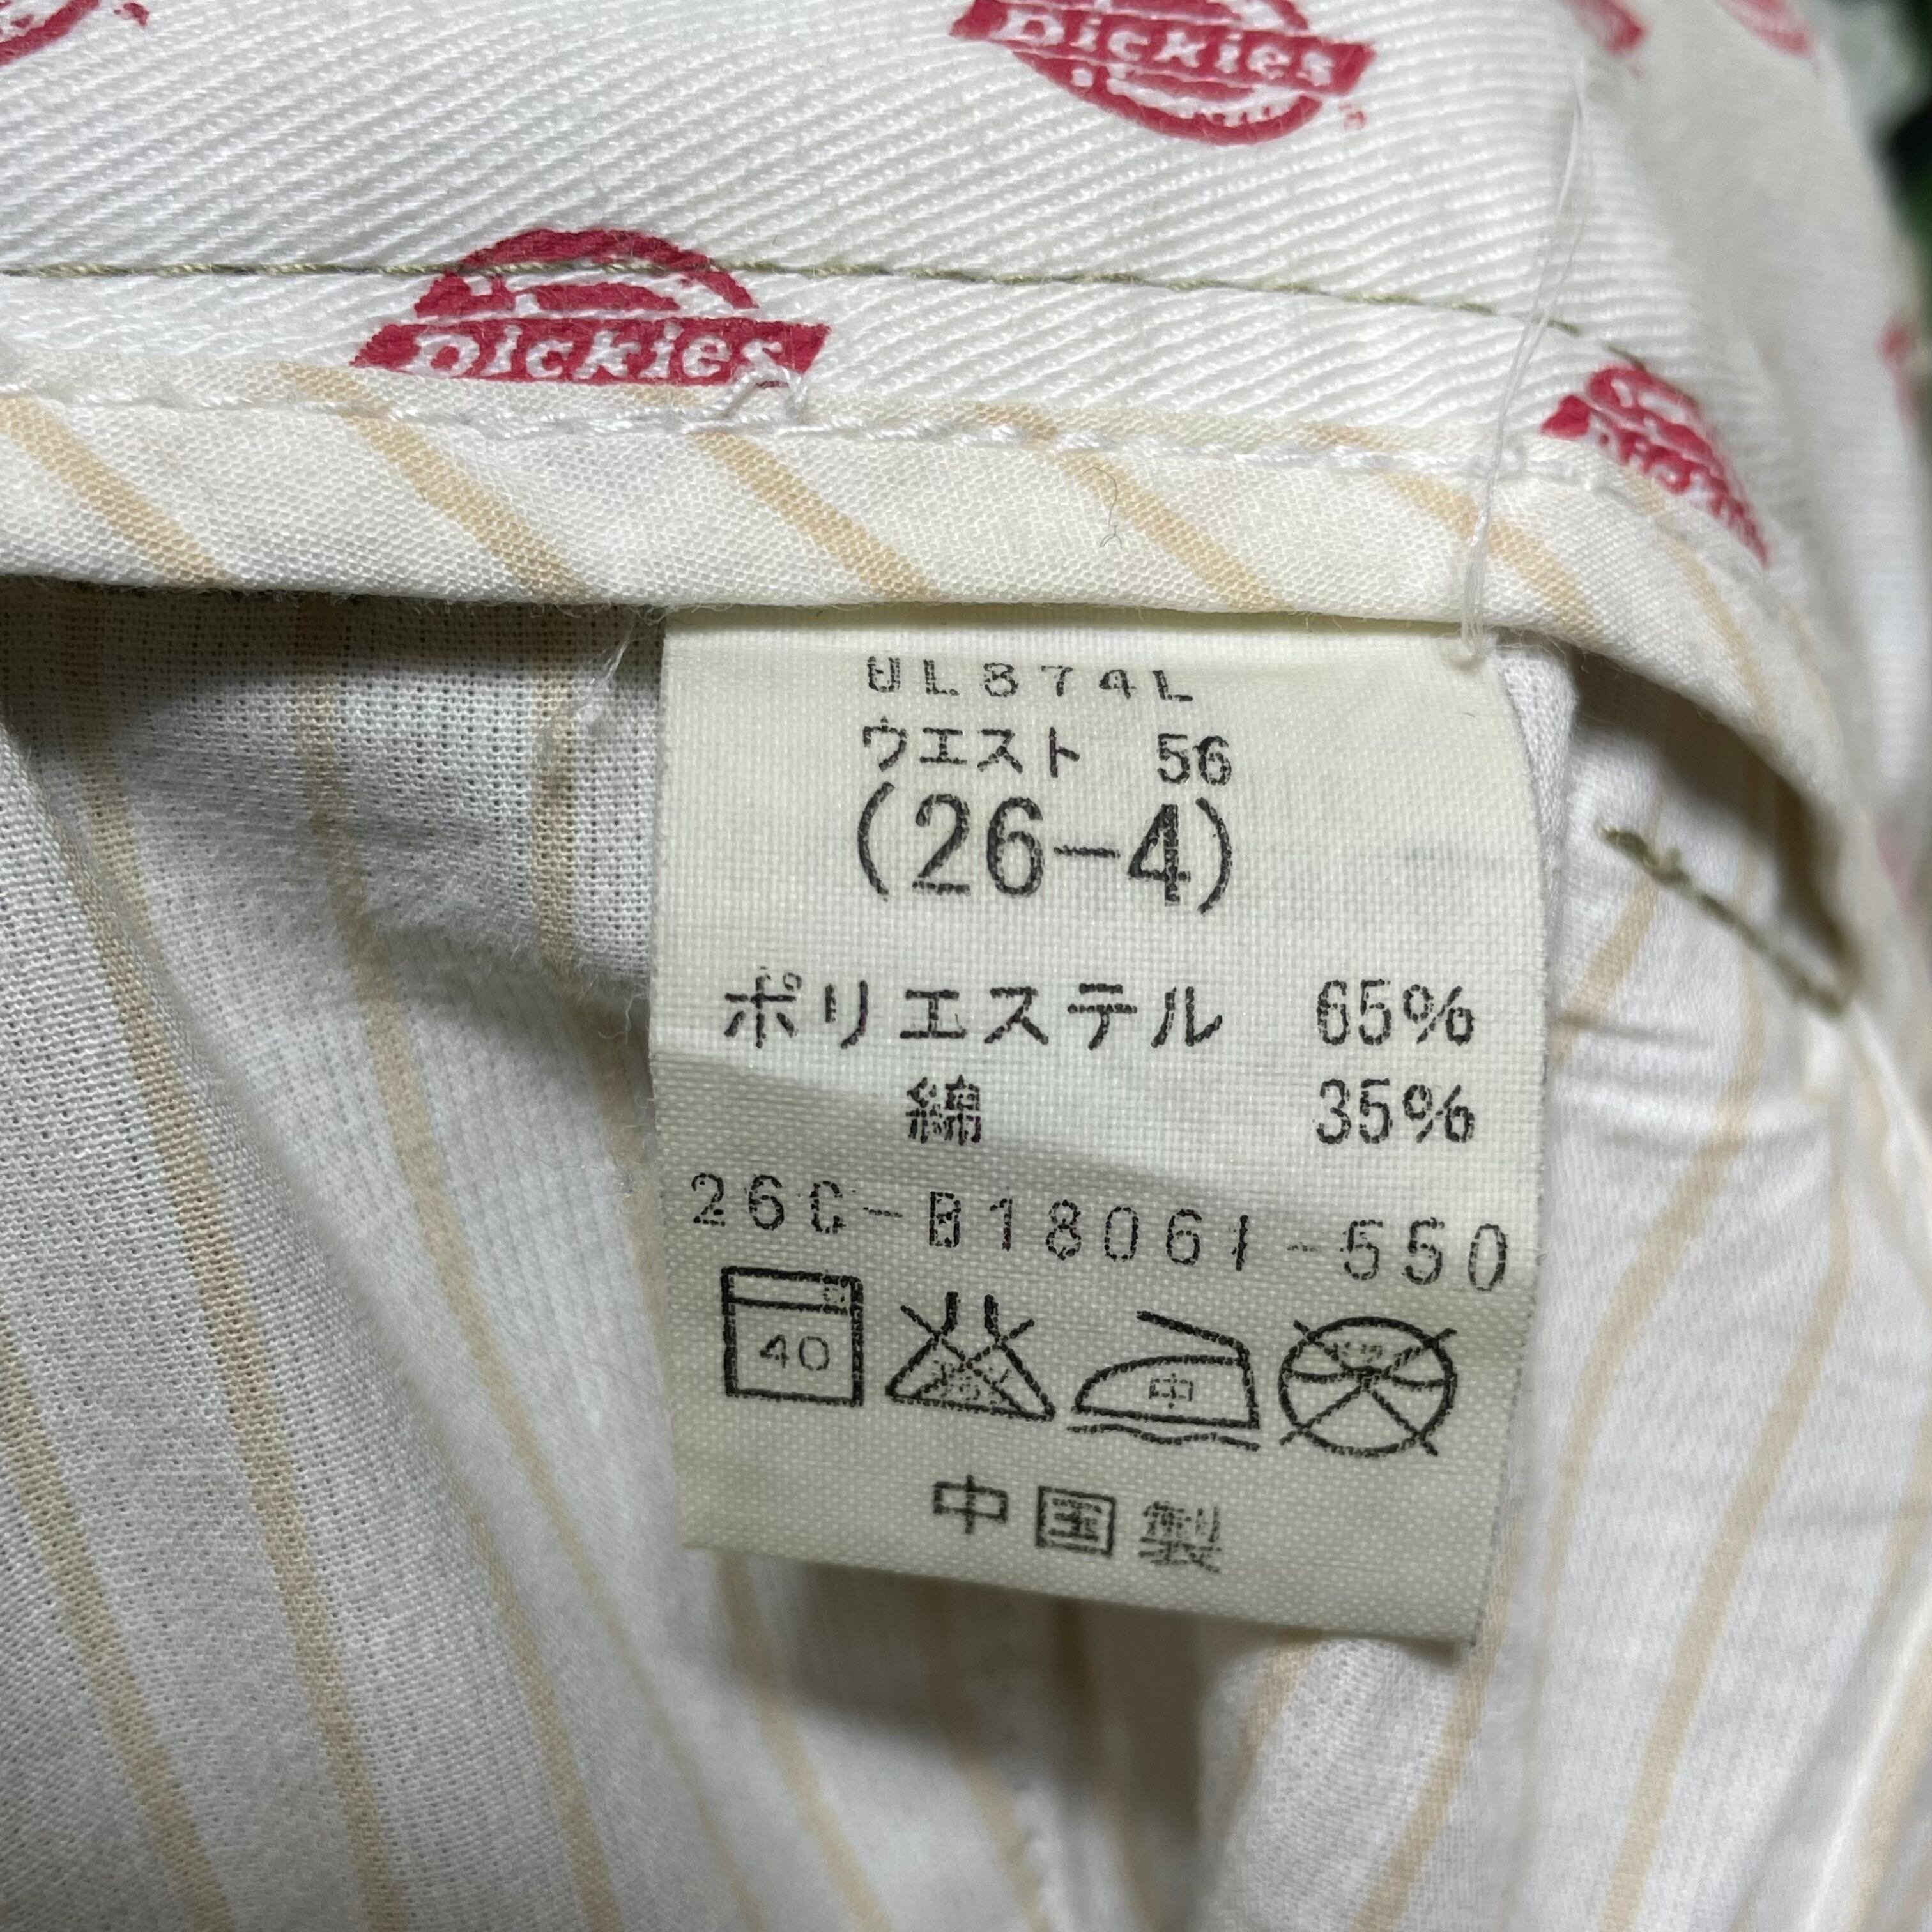 Dickies
Dickies
UL874L
ウエスト 56
(26-4)
ポリエステル 65%
綿 35%
26C-B18061-550
40
中
中国製